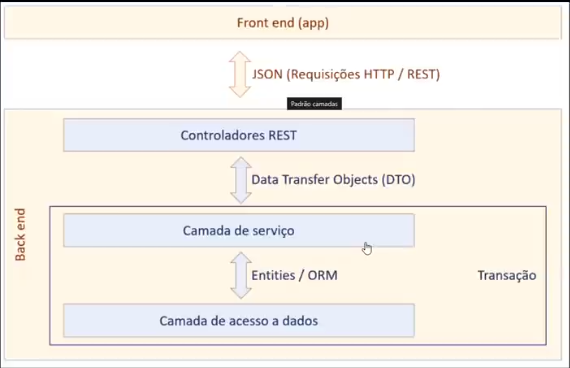 Front end (app)
JSON (Requisições HTTP / REST)
Padrão camadas
Controladores REST
Data Transfer Objects (DTO)
Back end
Camada de serviço
Entities / ORM
Transação
Camada de acesso a dados